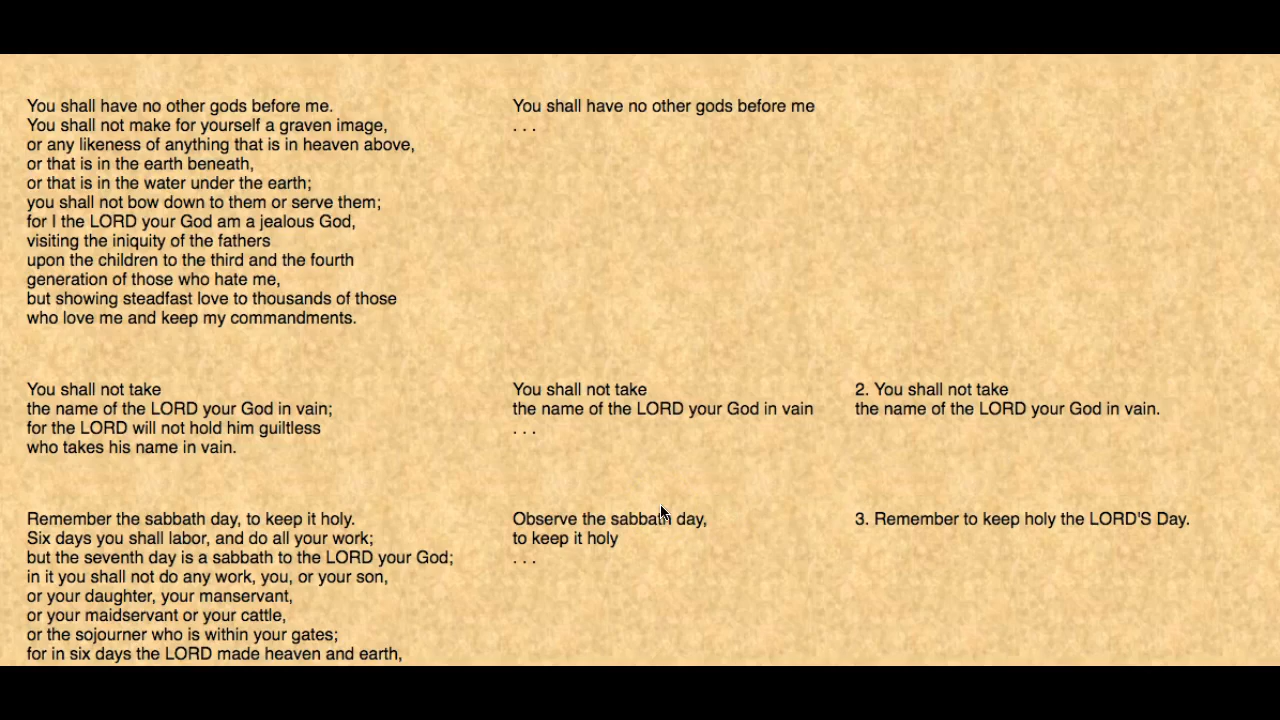 You shall have no other gods before me.
You shall not make for yourself a graven image,
or any likeness of anything that is in heaven above,
or that is in the earth beneath,
or that is in the water under the earth;
you shall not bow down to them or serve them;
for I the LORD your God am a jealous God,
visiting the iniquity of the fathers
upon the children to the third and the fourth
generation of those who hate me,
but showing steadfast love to thousands of those
who love me and keep my commandments.
You shall have no other gods before me
. . .
You shall not take
the name of the LORD your God in vain;
for the LORD will not hold him guiltless
who takes his name in vain.
You shall not take
the name of the LORD your God in vain
. . .
2. You shall not take
the name of the LORD your God in vain.
Remember the sabbath day, to keep it holy.
Six days you shall labor, and do all your work;
but the seventh day is a sabbath to the LORD your God;
in it you shall not do any work, you, or your son,
or your daughter, your manservant,
or your maidservant or your cattle,
or the sojourner who is within your gates;
for in six days the LORD made heaven and earth,
Observe the sabbath day,
to keep it holy
. . .
3. Remember to keep holy the LORD'S Day.